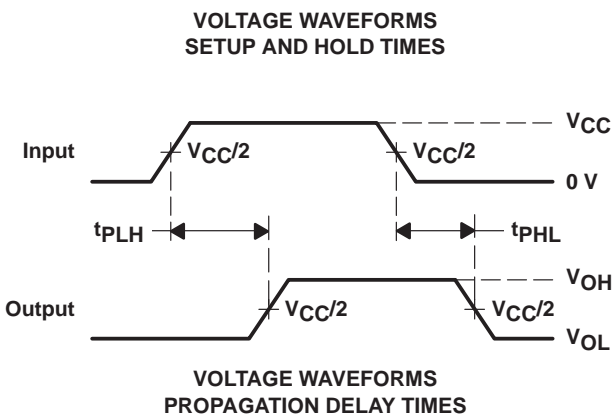 VOLTAGE WAVEFORMS
SETUP AND HOLD TIMES
VCC
Input
VCC/2
VCC/2
0 V
tPLH
tPHL
VOH
Output
VCC/2
VCC/2
VOL
VOLTAGE WAVEFORMS
PROPAGATION DELAY TIMES